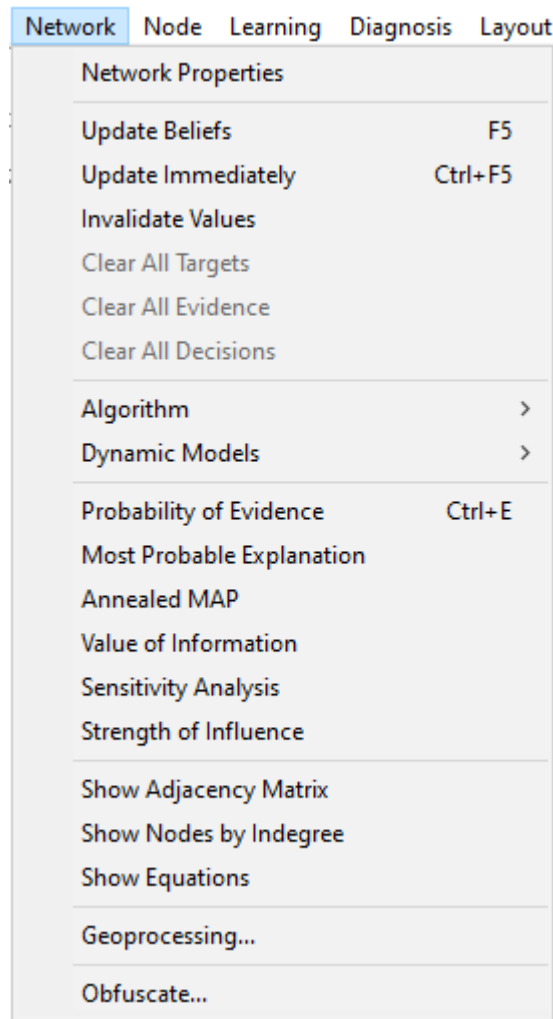 Network Node Learning Diagnosis Layout
Network Properties
Update Beliefs F5
Update Immediately Ctrl+F5
Invalidate Values
Clear All Targets
Clear All Evidence
Clear All Decisions
Algorithm >
Dynamic Models >
Probability of Evidence Ctrl+E
Most Probable Explanation
Annealed MAP
Value of Information
Sensitivity Analysis
Strength of Influence
Show Adjacency Matrix
Show Nodes by Indegree
Show Equations
Geoprocessing...
Obfuscate...